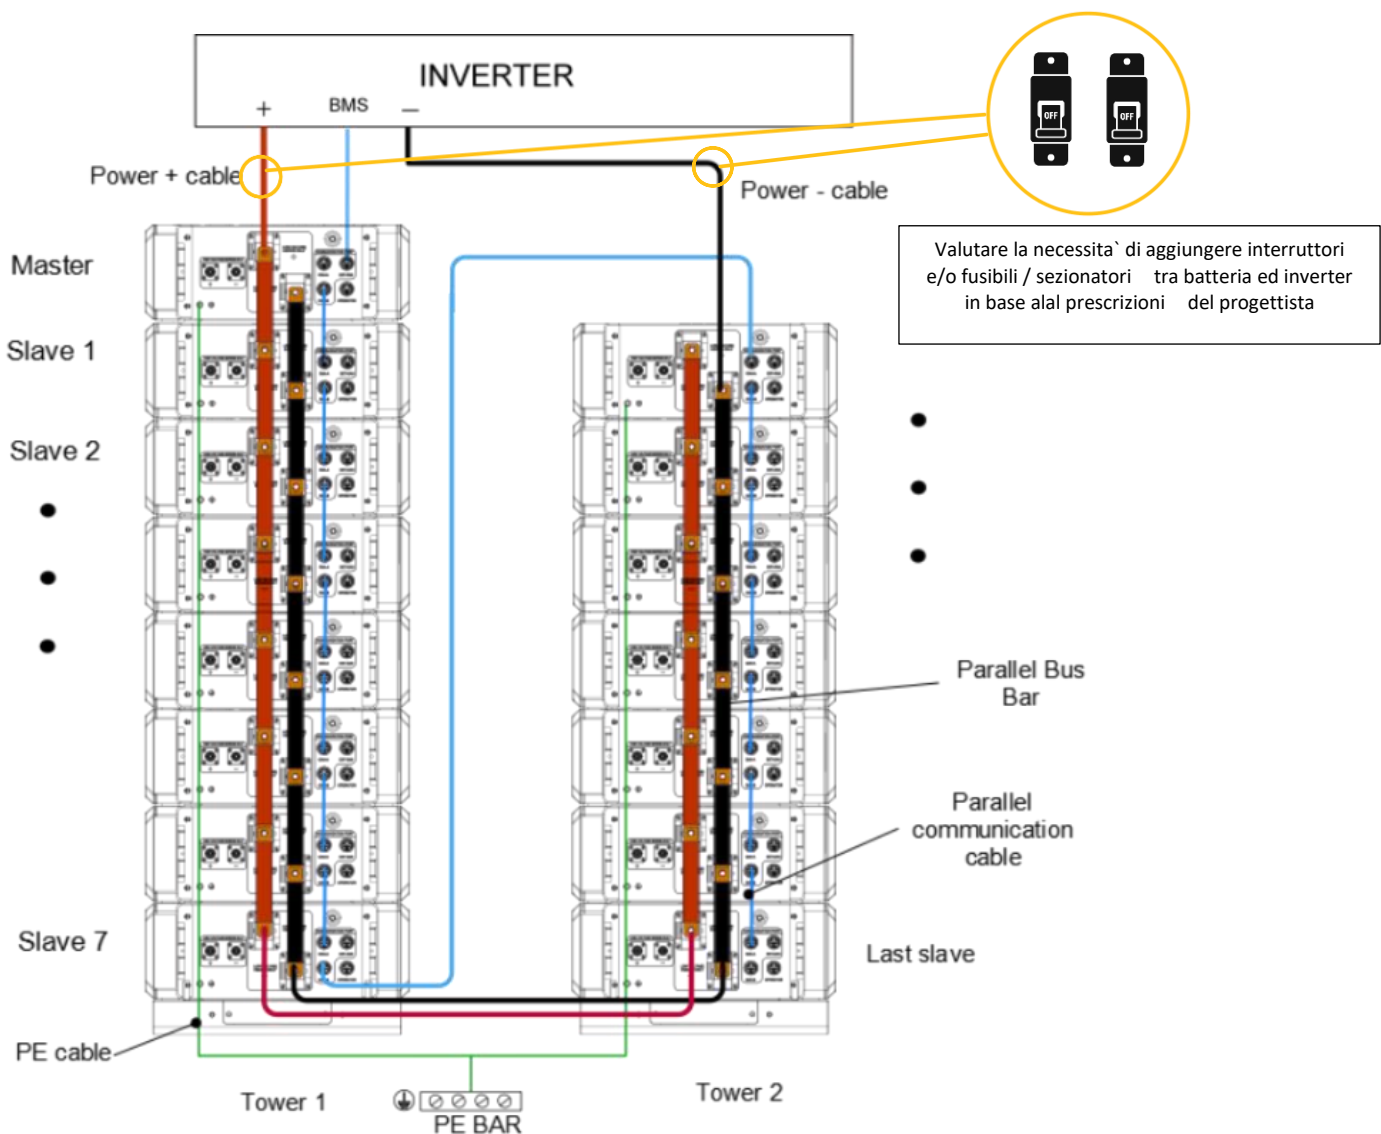 INVERTER
+ BMS —
OFF OFF
Power + cable
Power - cable
Valutare la necessita` di aggiungere interruttori
e/o fusibili / sezionatori tra batteria ed inverter
in base alal prescrizioni del progettista
Master
Slave 1
Slave 2
Parallel Bus
Bar
Parallel
communication
cable
Slave 7
Last slave
PE cable
Tower 1
Tower 2
PE BAR